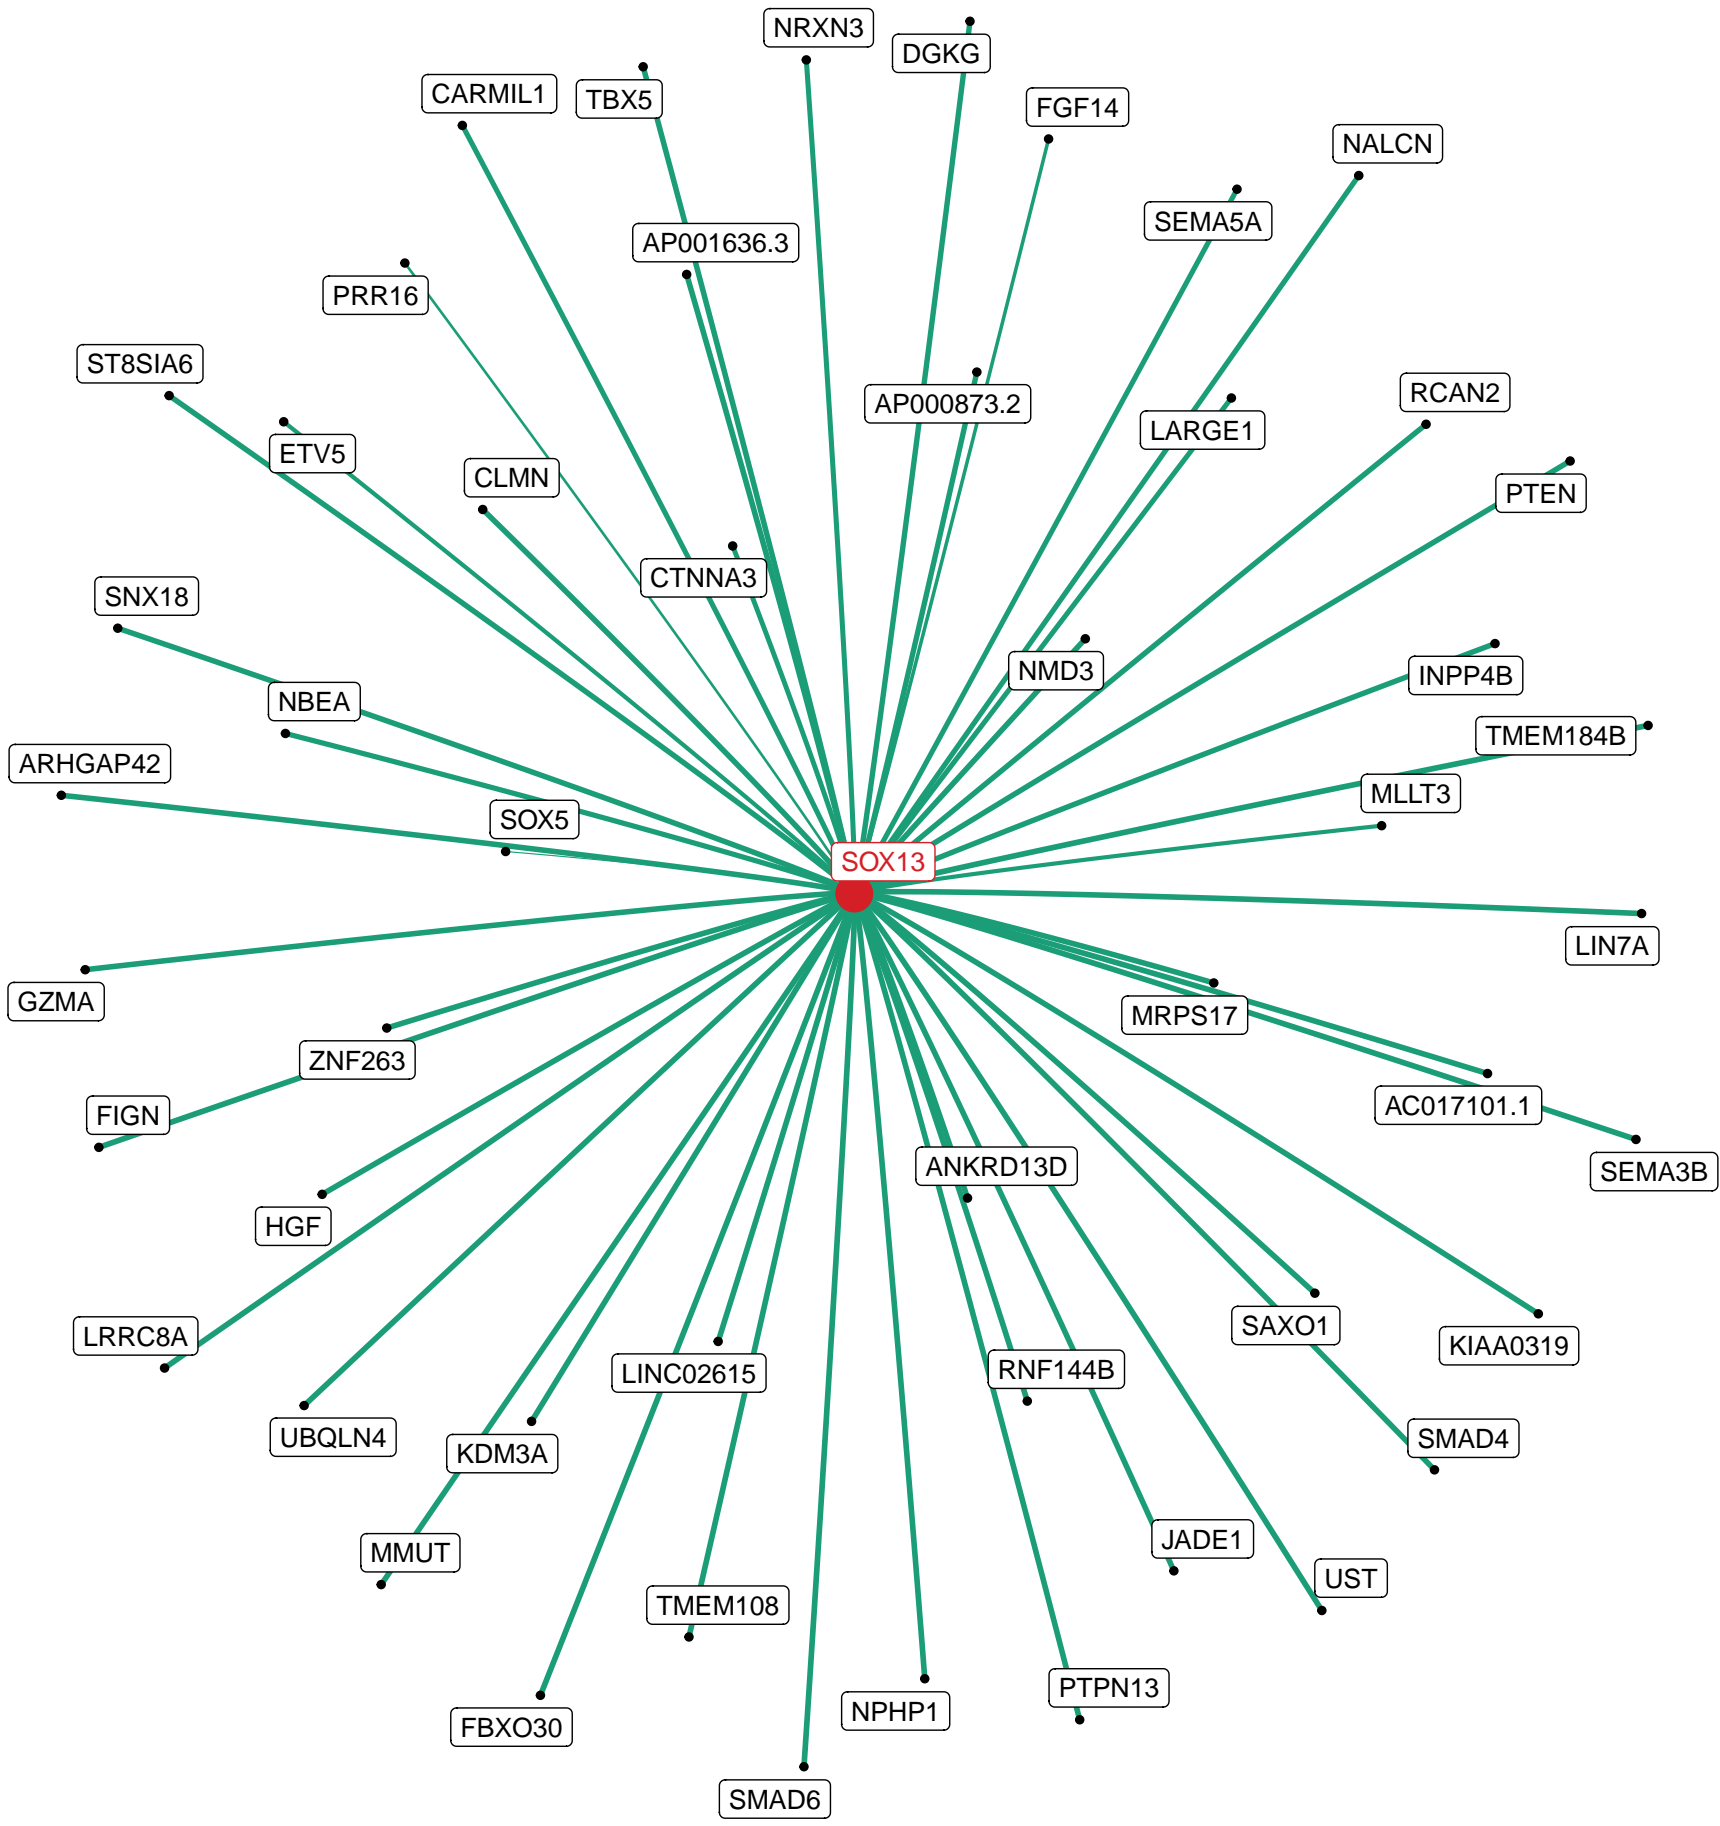 NRXN3
DGKG
CARMIL1
TBX5
FGF14
NALCN
SEMA5A
AP001636.3
PRR16
ST8SIA6
RCAN2
AP000873.2
LARGE1
ETV5
CLMN
PTEN
CTNNA3
SNX18
NMD3
INPP4B
NBEA
TMEM184B
ARHGAP42
MLLT3
SOX5
SOX13
LIN7A
GZMA
MRPS17
ZNF263
AC017101.1
FIGN
ANKRD13D
SEMA3B
HGF
SAXO1
LRRC8A
KIAA0319
RNF144B
LINC02615
UBQLN4
SMAD4
KDM3A
JADE1
MMUT
UST
TMEM108
PTPN13
NPHP1
FBXO30
SMAD6